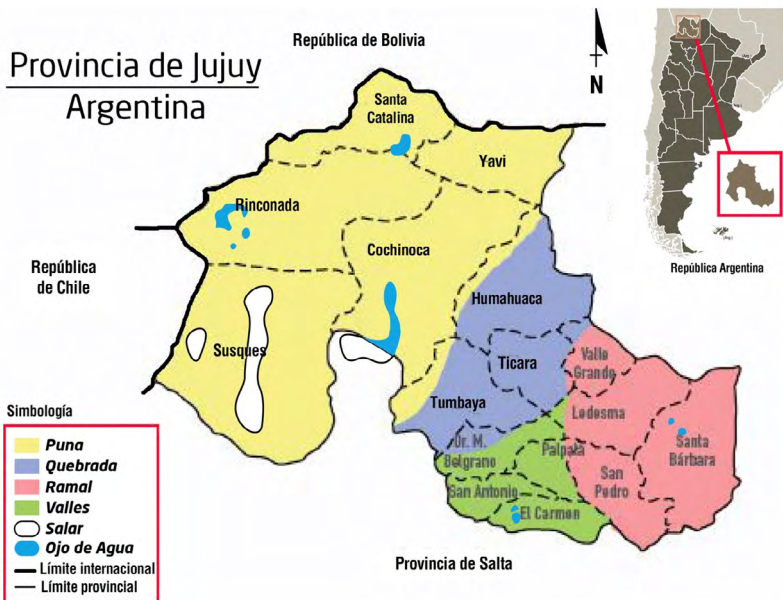 Provincia de Jujuy
Argentina
República de Bolivia
N
República Argentina
República
de Chile
Santa
Catalina
Yavi
Rinconada
Cochinoca
Susques
Humahuaca
Ticara
Tumbaya
Valle
Grande
Ledesma
Santa
Bárbara
San
Pedro
Dr. M.
Belgrano
Palpalá
San Antonio
El Carmen
Provincia de Salta
Simbología
Puna
Quebrada
Ramal
Valles
Salar
Ojo de Agua
Límite internacional
Límite provincial